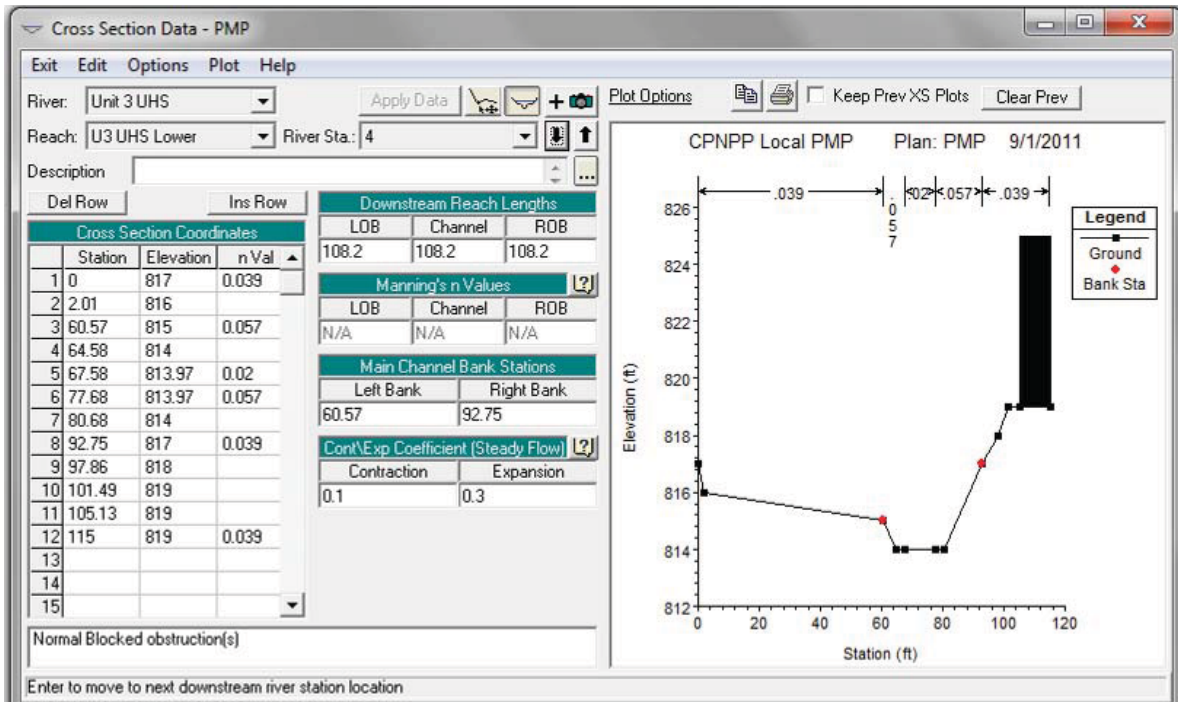 Cross Section Data - PMP
Exit Edit Options Plot Help
River: Unit 3 UHS
Apply Data
Reach: U3 UHS Lower
River Sta.: 4
Description
...
Del Row
Ins Row
Cross Section Coordinates
Station Elevation n Val
1 0 817 0.039
2 2.01 816
3 60.57 815 0.057
4 64.58 814
5 67.58 813.97 0.02
6 77.68 813.97 0.057
7 80.68 814
8 92.75 817 0.039
9 97.86 818
10 101.49 819
11 105.13 819
12 115 819 0.039
13
14
15
Downstream Reach Lengths
LOB Channel ROB
108.2 108.2 108.2
Manning's n Values
LOB Channel ROB
N/A N/A N/A
Main Channel Bank Stations
Left Bank Right Bank
60.57 92.75
Cont\Exp Coefficient (Steady Flow)
Contraction Expansion
0.1 0.3
Normal Blocked obstruction(s)
Enter to move to next downstream river station location
Plot Options
Keep Prev XS Plots
Clear Prev
CPNPP Local PMP Plan: PMP 9/1/2011
.039 .057 .02 .057 .039
Legend
Ground
Bank Sta
Elevation (ft)
826
824
822
820
818
816
814
812
0 20 40 60 80 100 120
Station (ft)